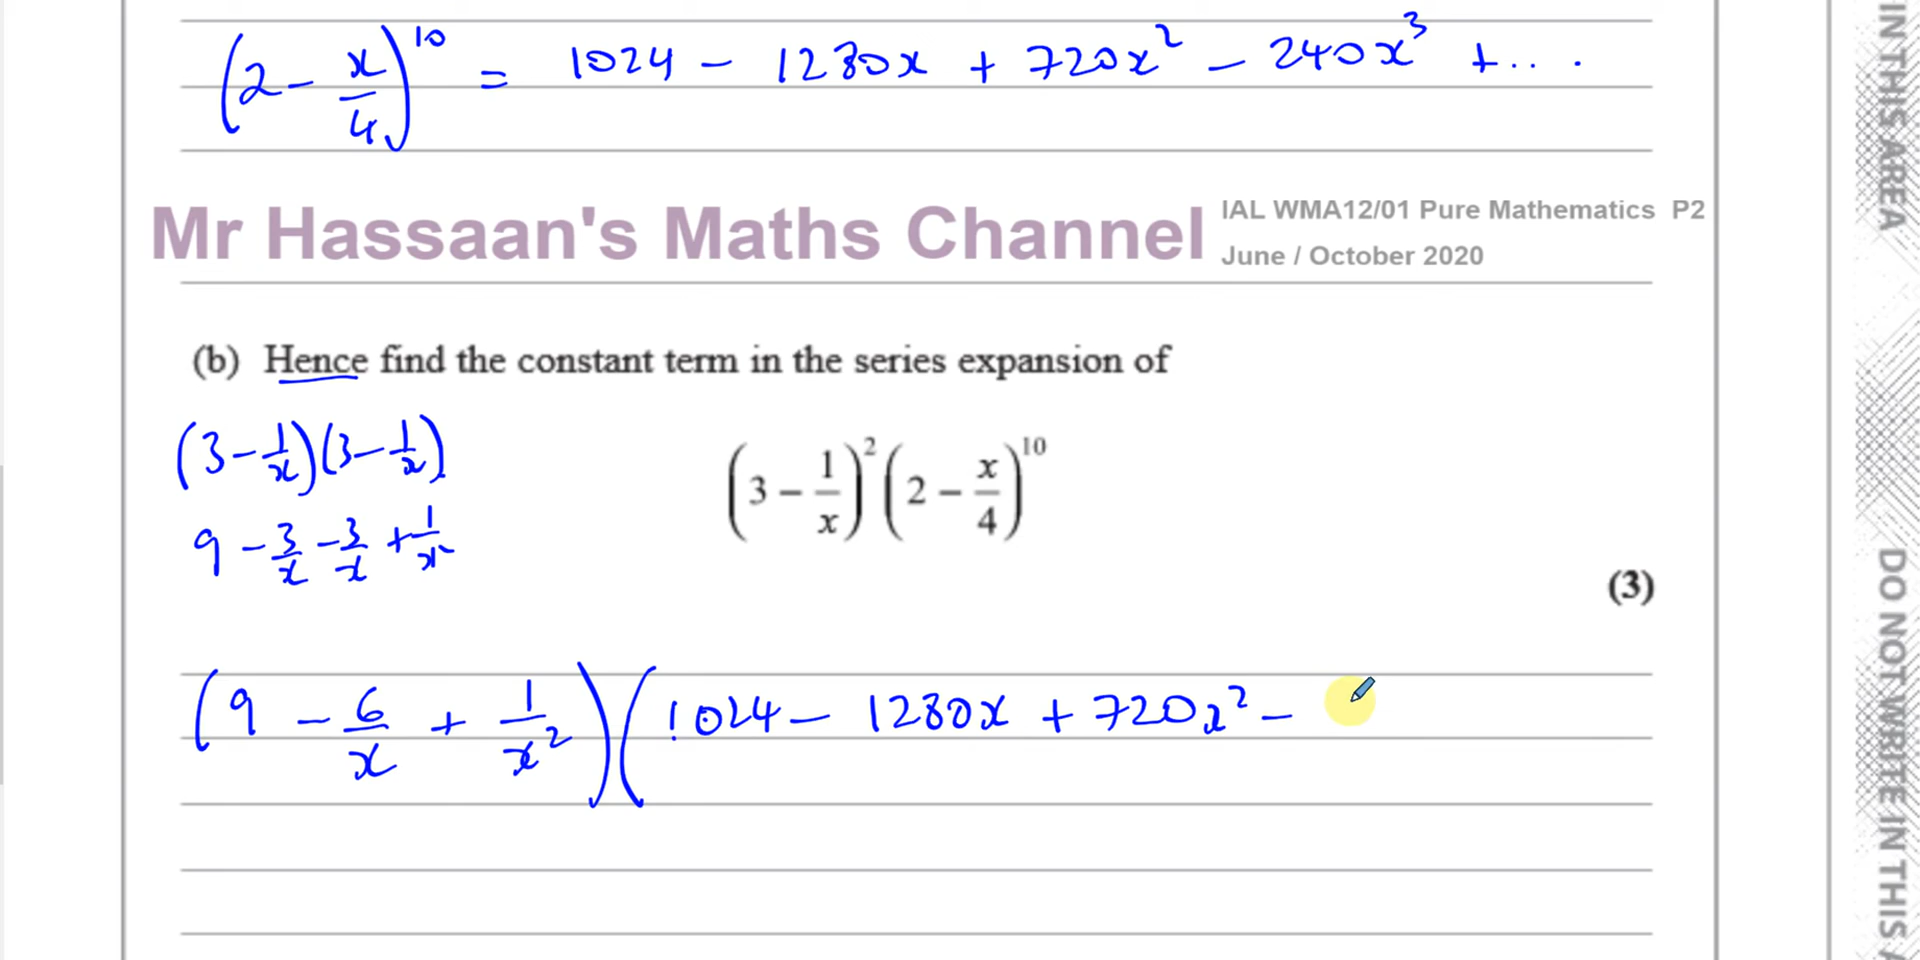 (2 - x/4)^10 = 1024 - 1280x + 720x² - 240x³ + ... .
Mr Hassaan's Maths Channel
IAL WMA12/01 Pure Mathematics P2
June / October 2020
(b) Hence find the constant term in the series expansion of
(3 - 1/x)(3 - 1/x)
(3 - 1/x)²(2 - x/4)^10
9 - 3/x - 3/x + 1/x²
(3)
(9 - 6/x + 1/x²)(1024 - 1280x + 720x² -
IN THIS AREA
DO NOT WRITE IN THIS A